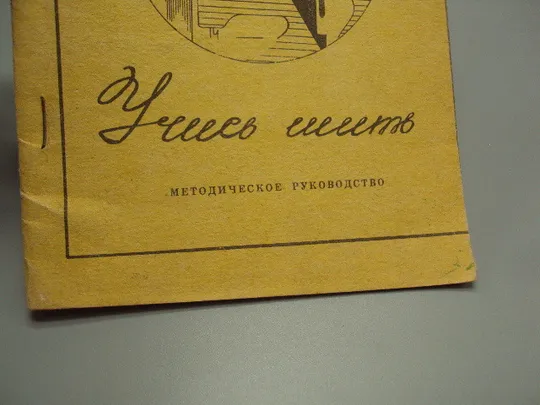 Учись шить
МЕТОДИЧЕСКОЕ РУКОВОДСТВО